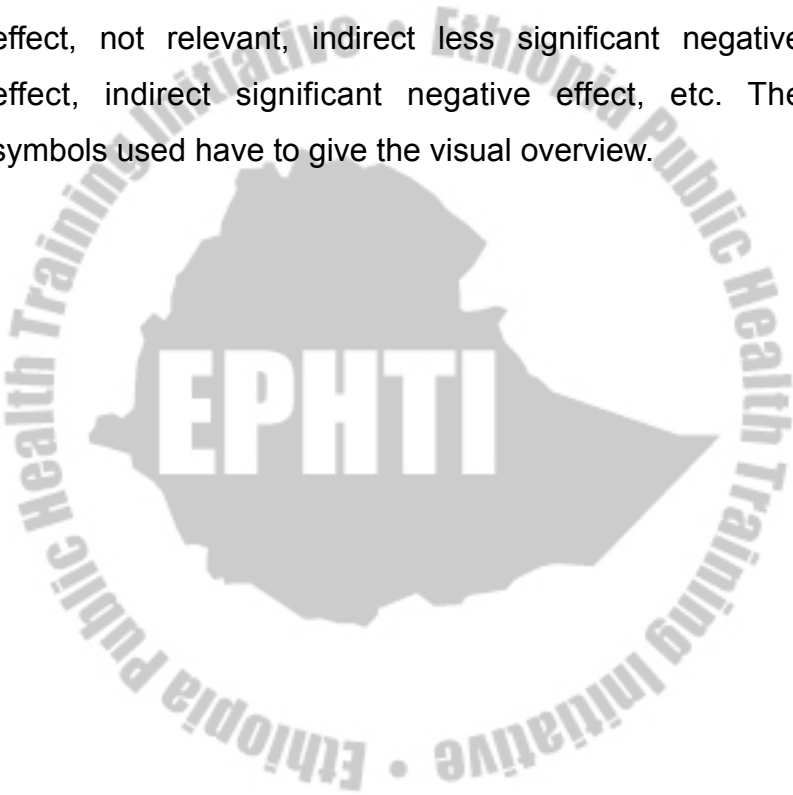 effect, not relevant, indirect less significant negative
effect, indirect significant negative effect, etc. The
symbols used have to give the visual overview.
EPHTI
Ethiopia Public Health Training Initiative • Ethiopia Public Health Training Initiative •